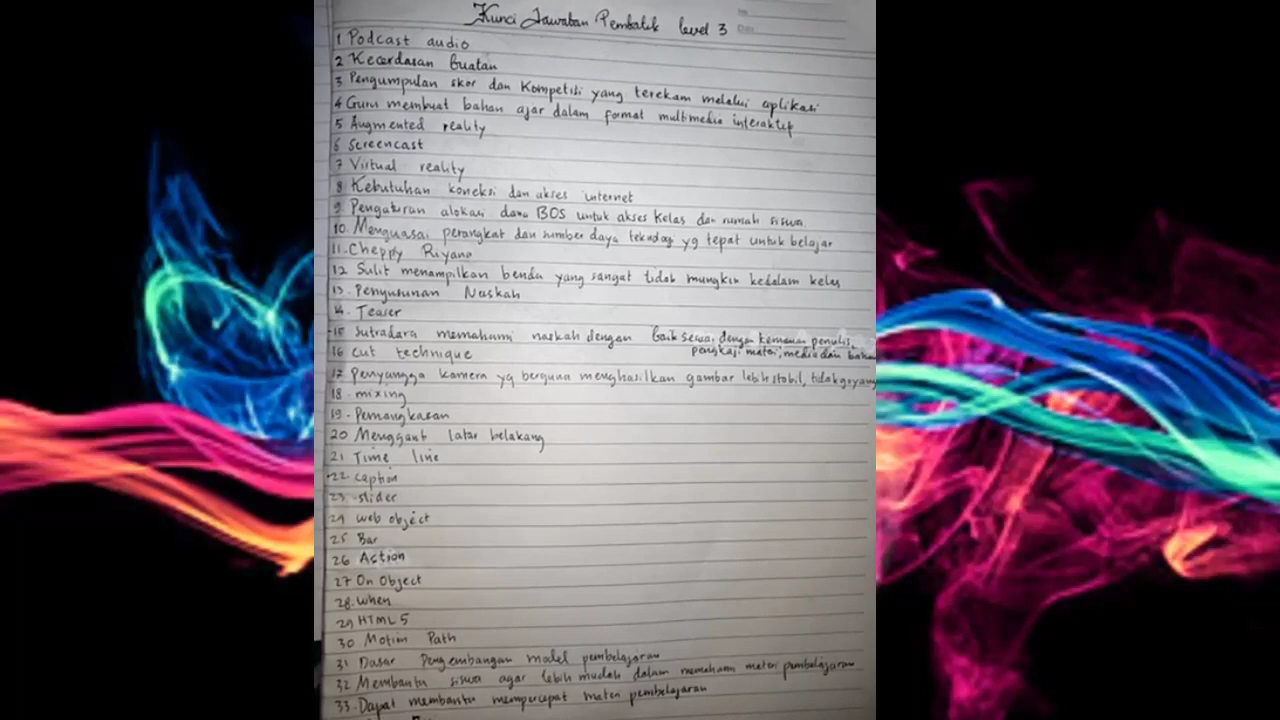 Kunci Jawaban Pembatik level 3
1 Podcast audio
2 Kecerdasan buatan
3 Pengumpulan skor dan kompetisi yang terekam melalui aplikasi
4 Guru membuat bahan ajar dalam format multimedia interaktif
5 Augmented reality
6 Screencast
7 Virtual reality
8 Kebutuhan koneksi dan akses internet
9. Pengaturan alokasi dana BOS untuk akses kelas dan rumah siswa
10. Menguasai perangkat dan sumber daya teknologi yg tepat untuk belajar
11. Cheppy Riyana
12 Sulit menampilkan benda yang sangat tidak mungkin kedalam kelas
13. Penyusunan Naskah
14. Teaser
15 Sutradara memahami naskah dengan baik sesuai dengan kemauan penulis,
pengkaji materi, media dan bahasa
16 Cut technique
17 Penyangga kamera yg berguna menghasilkan gambar lebih stabil, tidak goyang
18. mixing
19. Pemangkasan
20 Mengganti latar belakang
21 Time line
22 Caption
23 slider
24 web object
25 Bar
26 Action
27 On Object
28. When
29 HTML 5
30 Motion Path
31 Dasar Pengembangan model pembelajaran
32 Membantu siswa agar lebih mudah dalam memahami materi pembelajaran
33. Dapat membantu mempercepat materi pembelajaran